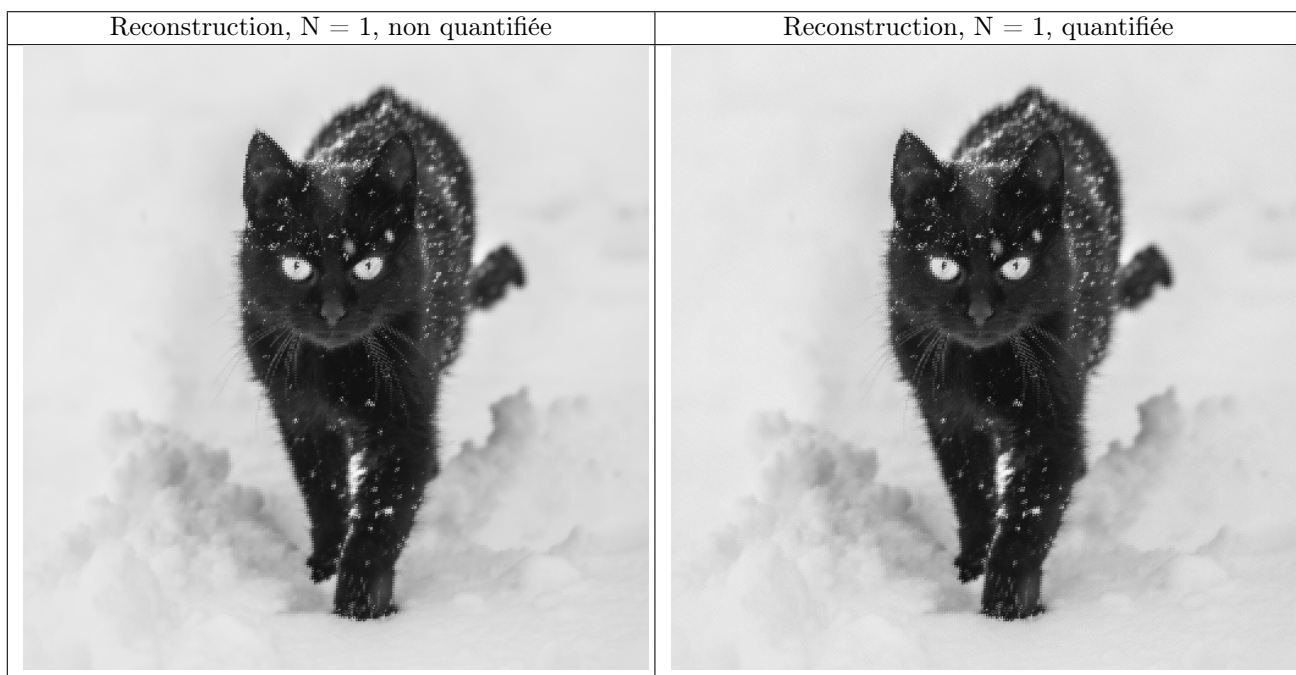 Reconstruction, N = 1, non quantifiée
Reconstruction, N = 1, quantifiée